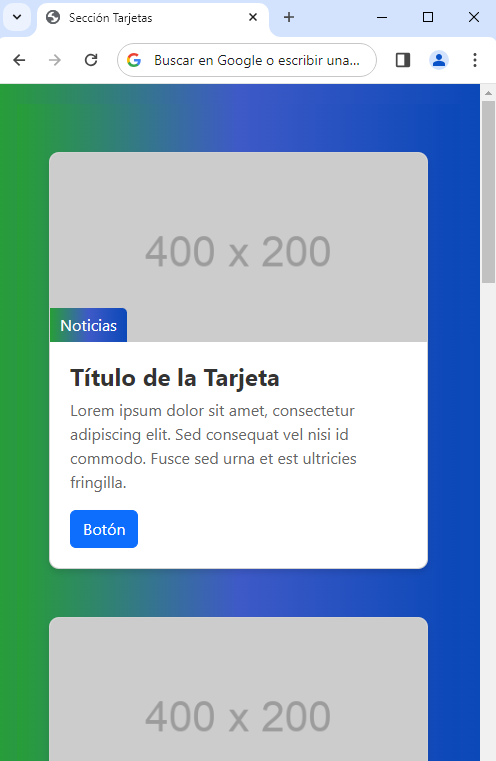 Sección Tarjetas
Buscar en Google o escribir una...
400 x 200
Noticias
Título de la Tarjeta
Lorem ipsum dolor sit amet, consectetur
adipiscing elit. Sed consequat vel nisi id
commodo. Fusce sed urna et est ultricies
fringilla.
Botón
400 x 200